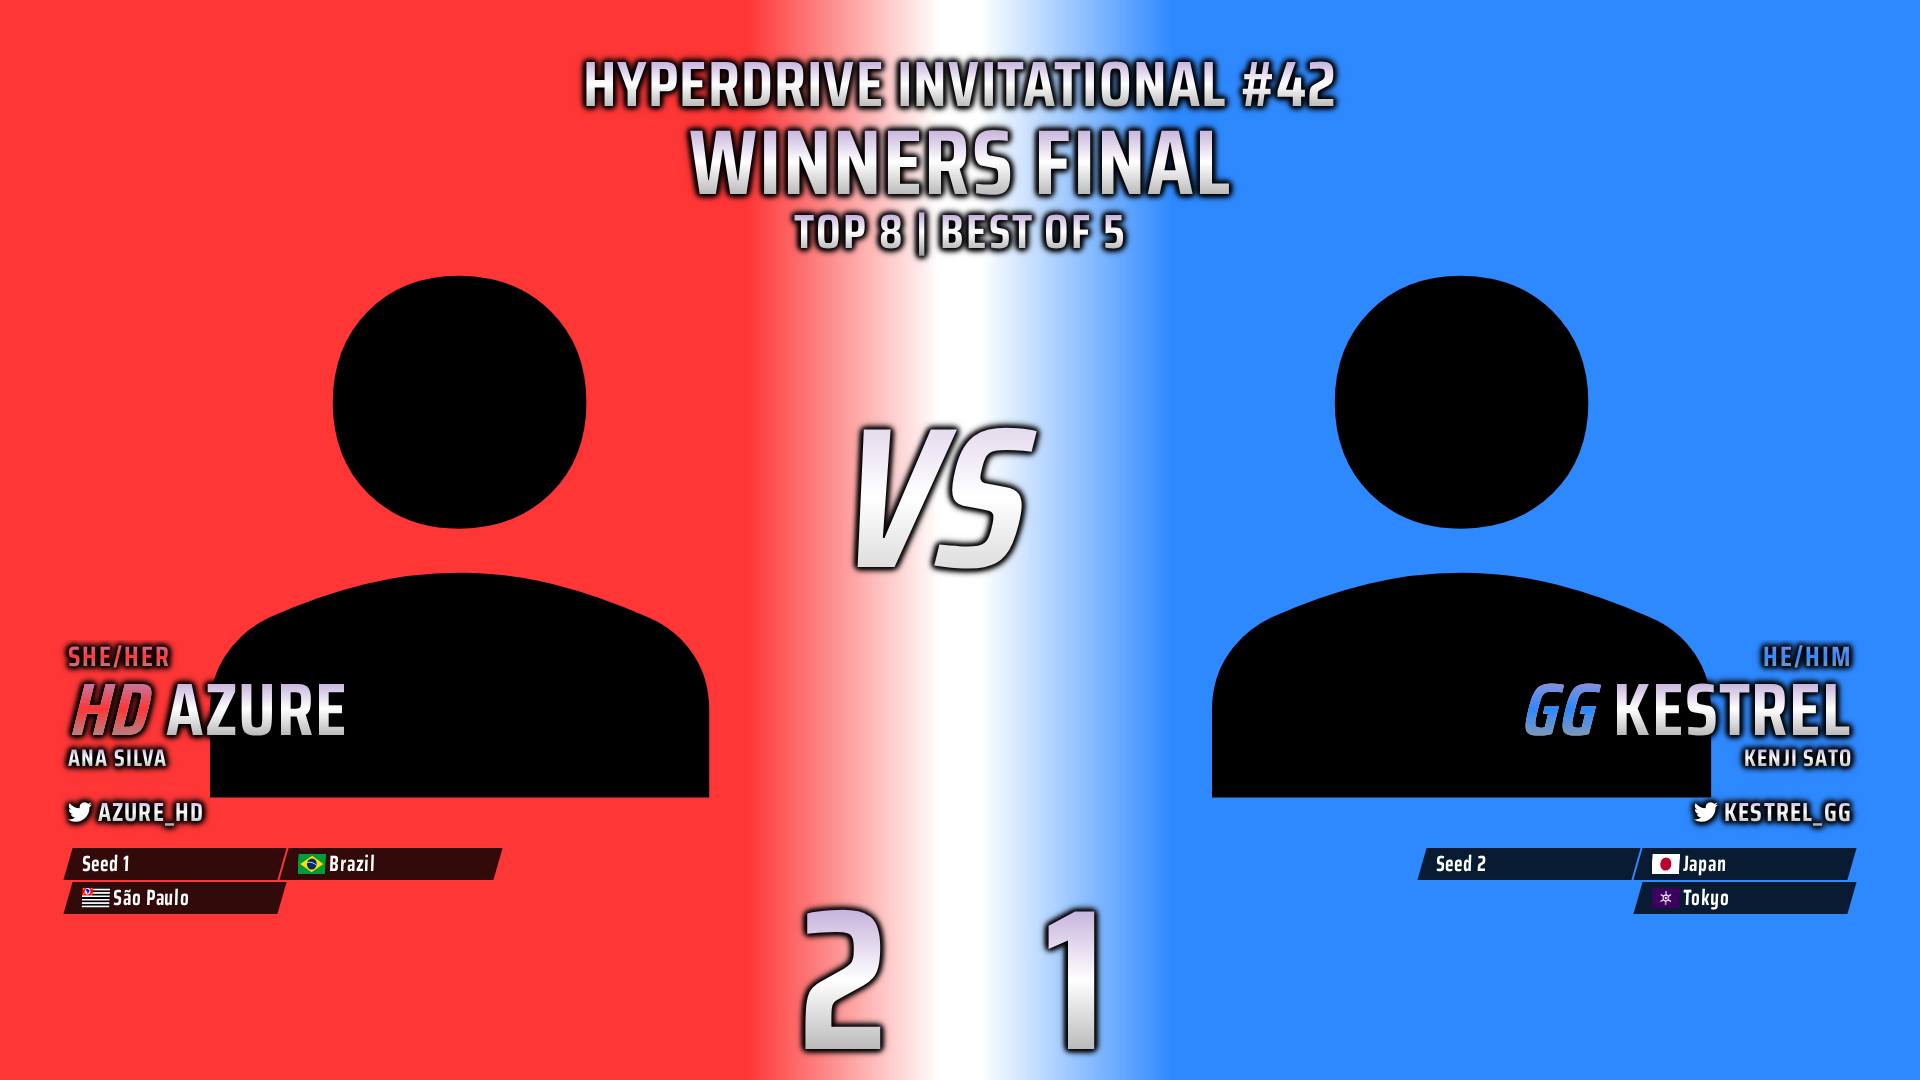 HYPERDRIVE INVITATIONAL #42
WINNERS FINAL
TOP 8 | BEST OF 5
VS
SHE/HER
HD AZURE
ANA SILVA
AZURE_HD
Seed 1
Brazil
São Paulo
HE/HIM
GG KESTREL
KENJI SATO
KESTREL_GG
Seed 2
Japan
Tokyo
2
1